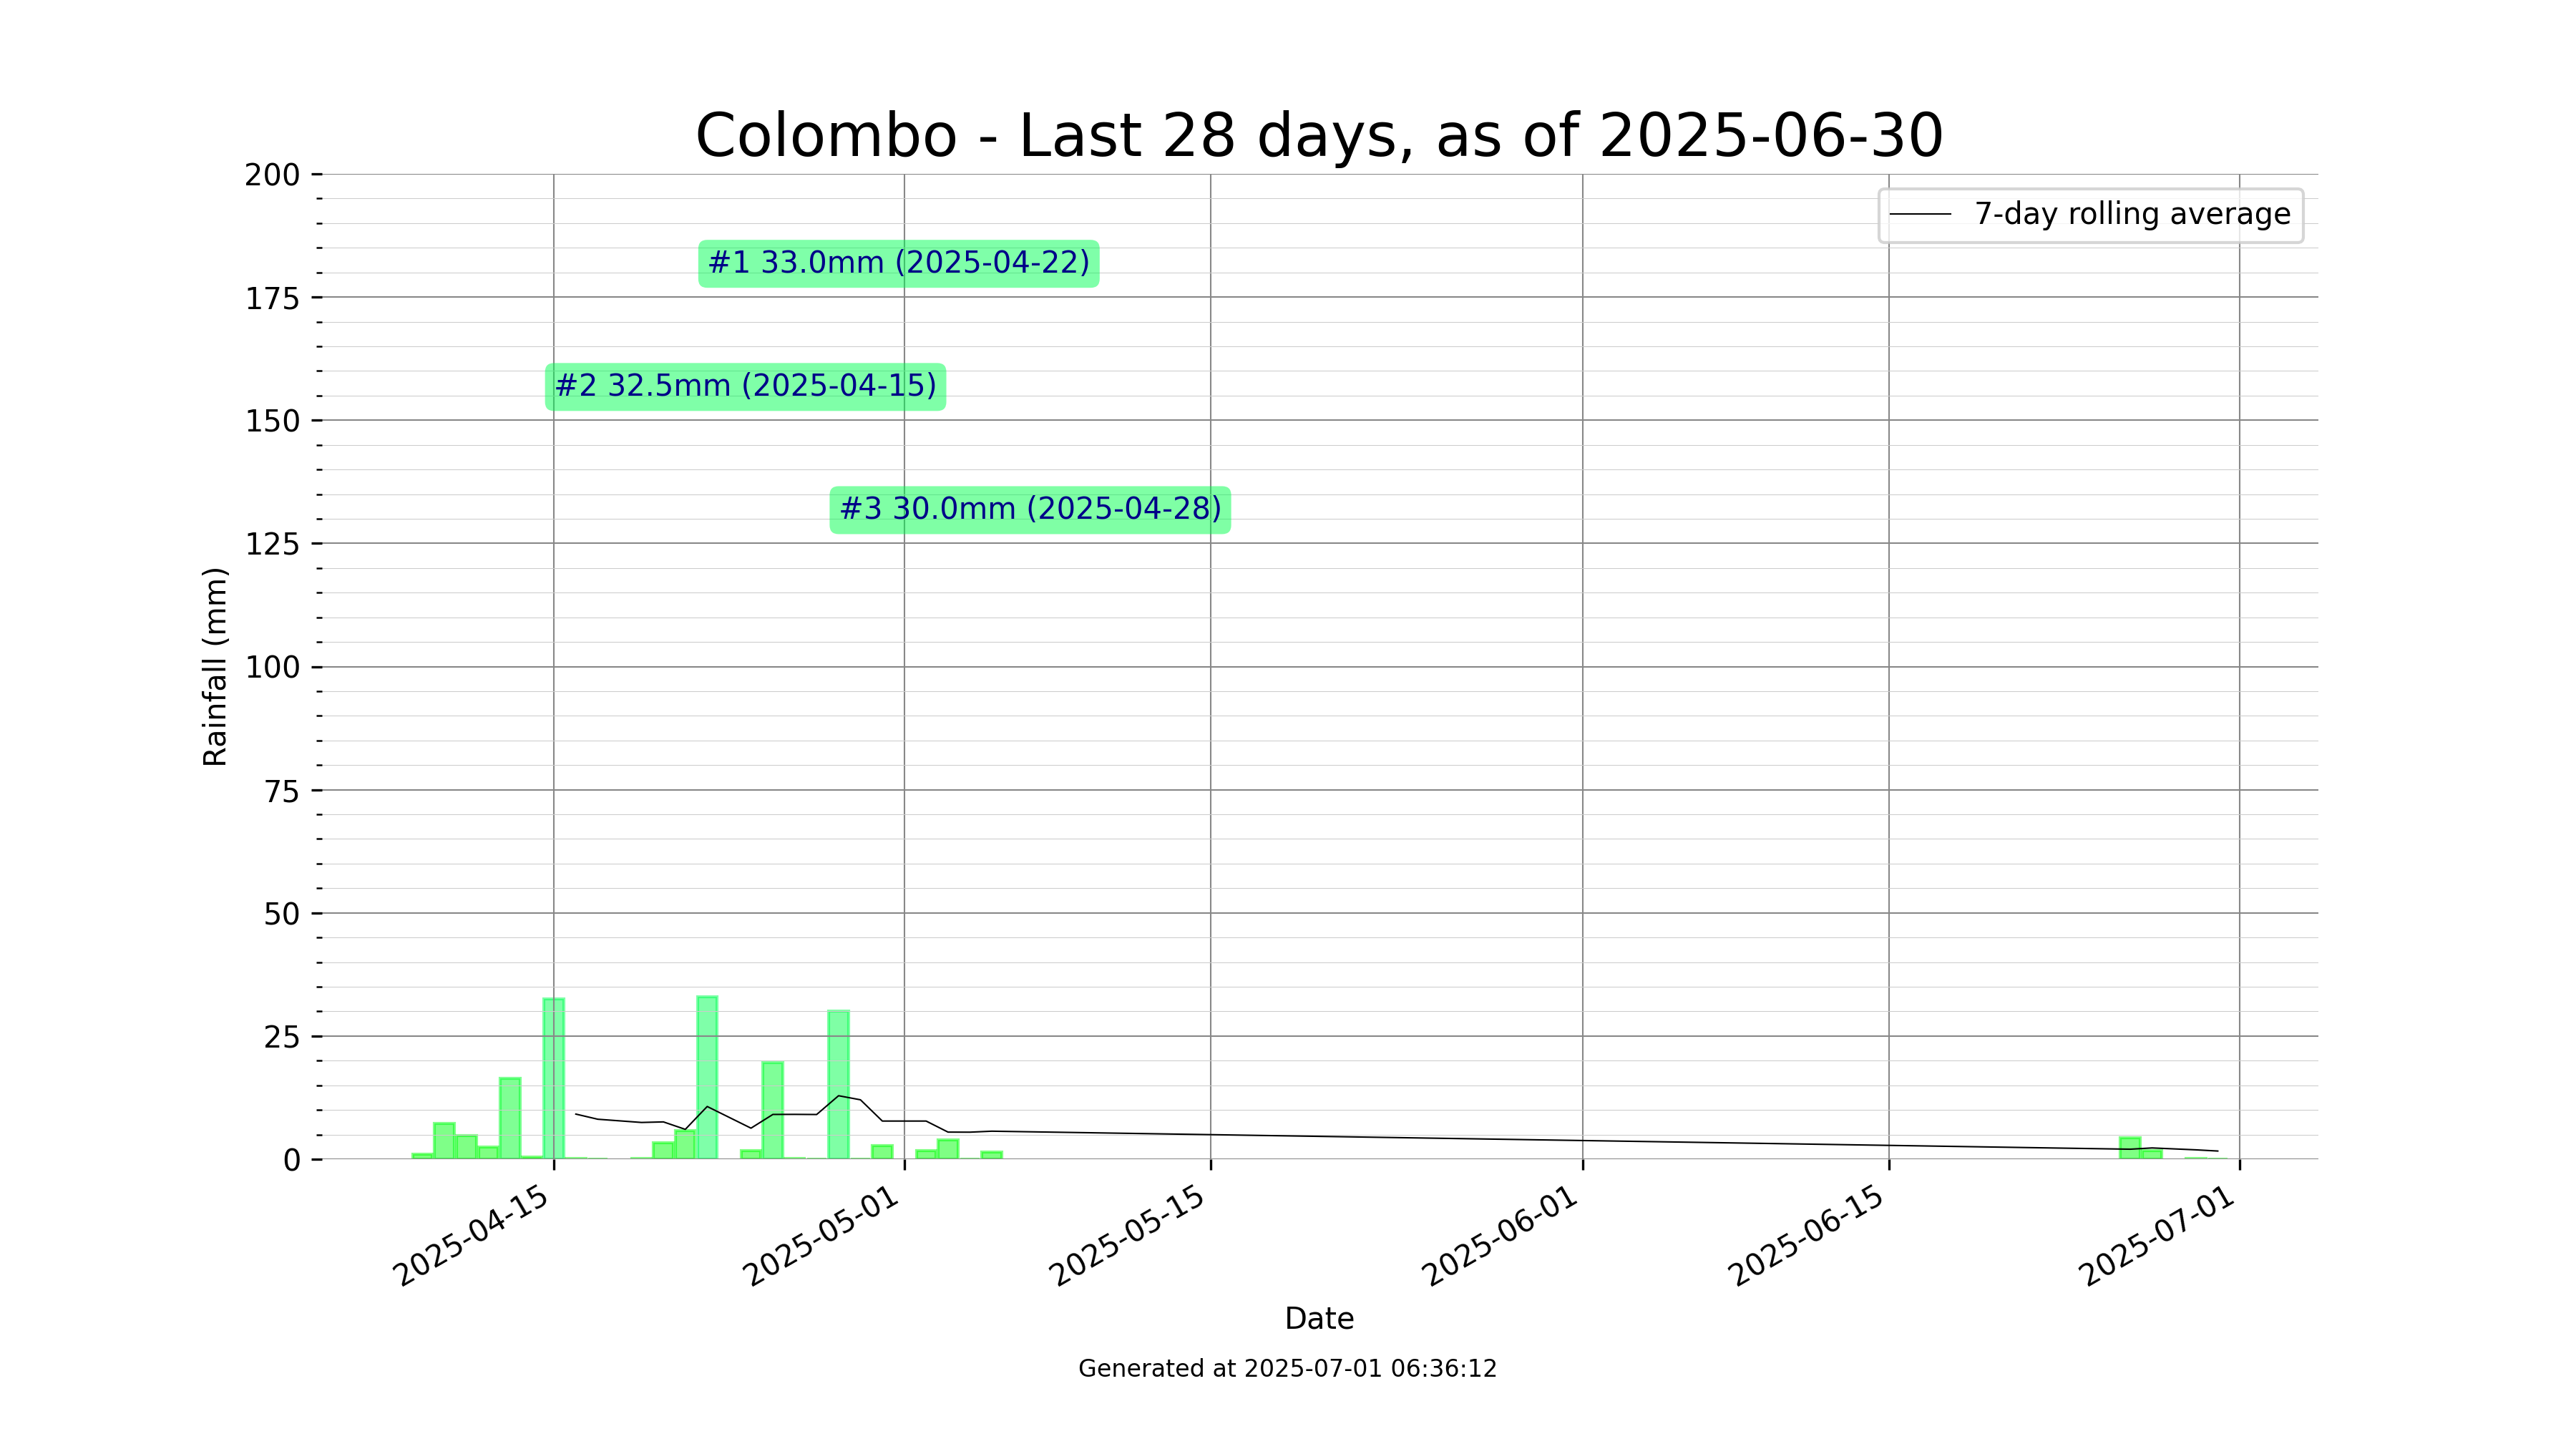 Colombo - Last 28 days, as of 2025-06-30
200
175
150
125
100
75
50
25
0
Rainfall (mm)
7-day rolling average
#1 33.0mm (2025-04-22)
#2 32.5mm (2025-04-15)
#3 30.0mm (2025-04-28)
2025-04-15
2025-05-01
2025-05-15
2025-06-01
2025-06-15
2025-07-01
Date
Generated at 2025-07-01 06:36:12